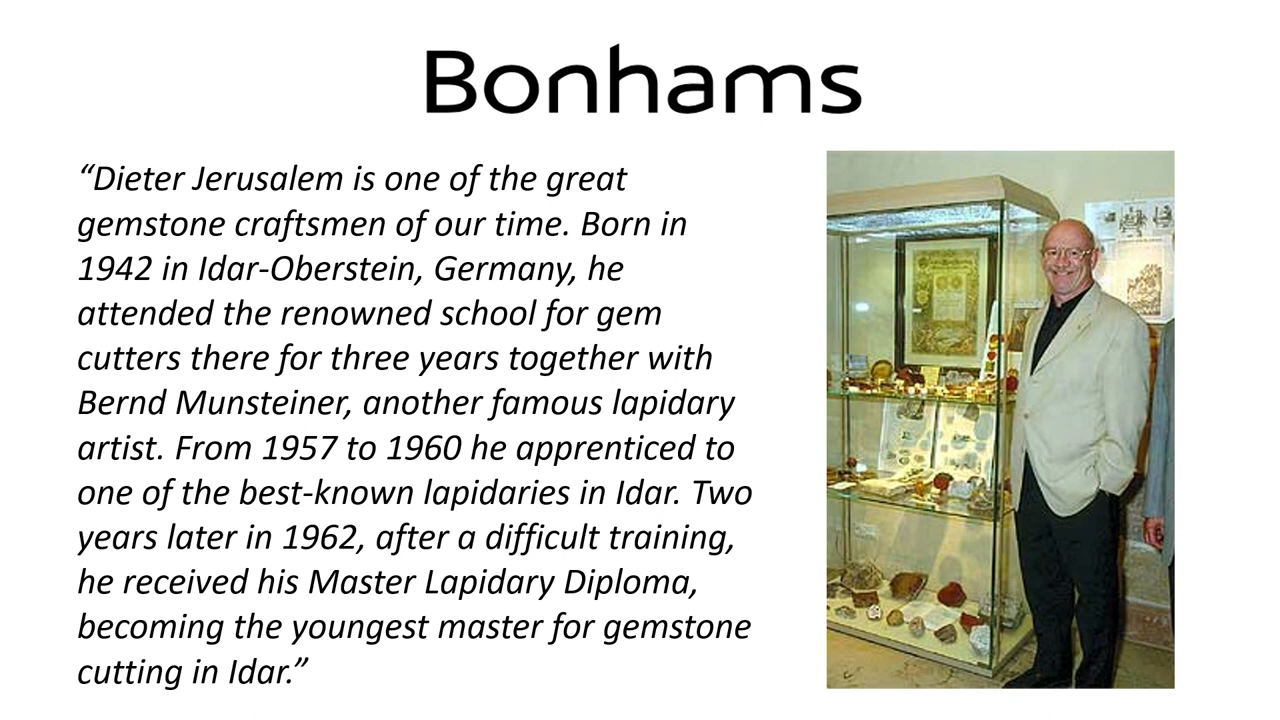 Bonhams
“Dieter Jerusalem is one of the great
gemstone craftsmen of our time. Born in
1942 in Idar-Oberstein, Germany, he
attended the renowned school for gem
cutters there for three years together with
Bernd Munsteiner, another famous lapidary
artist. From 1957 to 1960 he apprenticed to
one of the best-known lapidaries in Idar. Two
years later in 1962, after a difficult training,
he received his Master Lapidary Diploma,
becoming the youngest master for gemstone
cutting in Idar.”